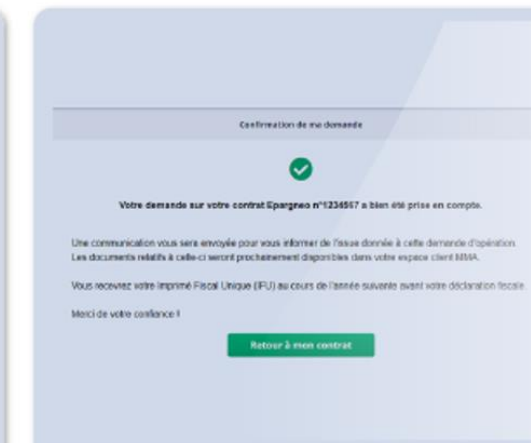 Confirmation de ma demande
Votre demande sur votre contrat Epargneo n°1234567 a bien été prise en compte.
Une communication vous sera envoyée pour vous informer de l'issue donnée à cette demande d'opération.
Les documents relatifs à celle-ci seront prochainement disponibles dans votre espace client MMA.
Vous recevrez votre Imprimé Fiscal Unique (IFU) au cours de l'année suivante avant votre déclaration fiscale.
Merci de votre confiance !
Retour à mon contrat